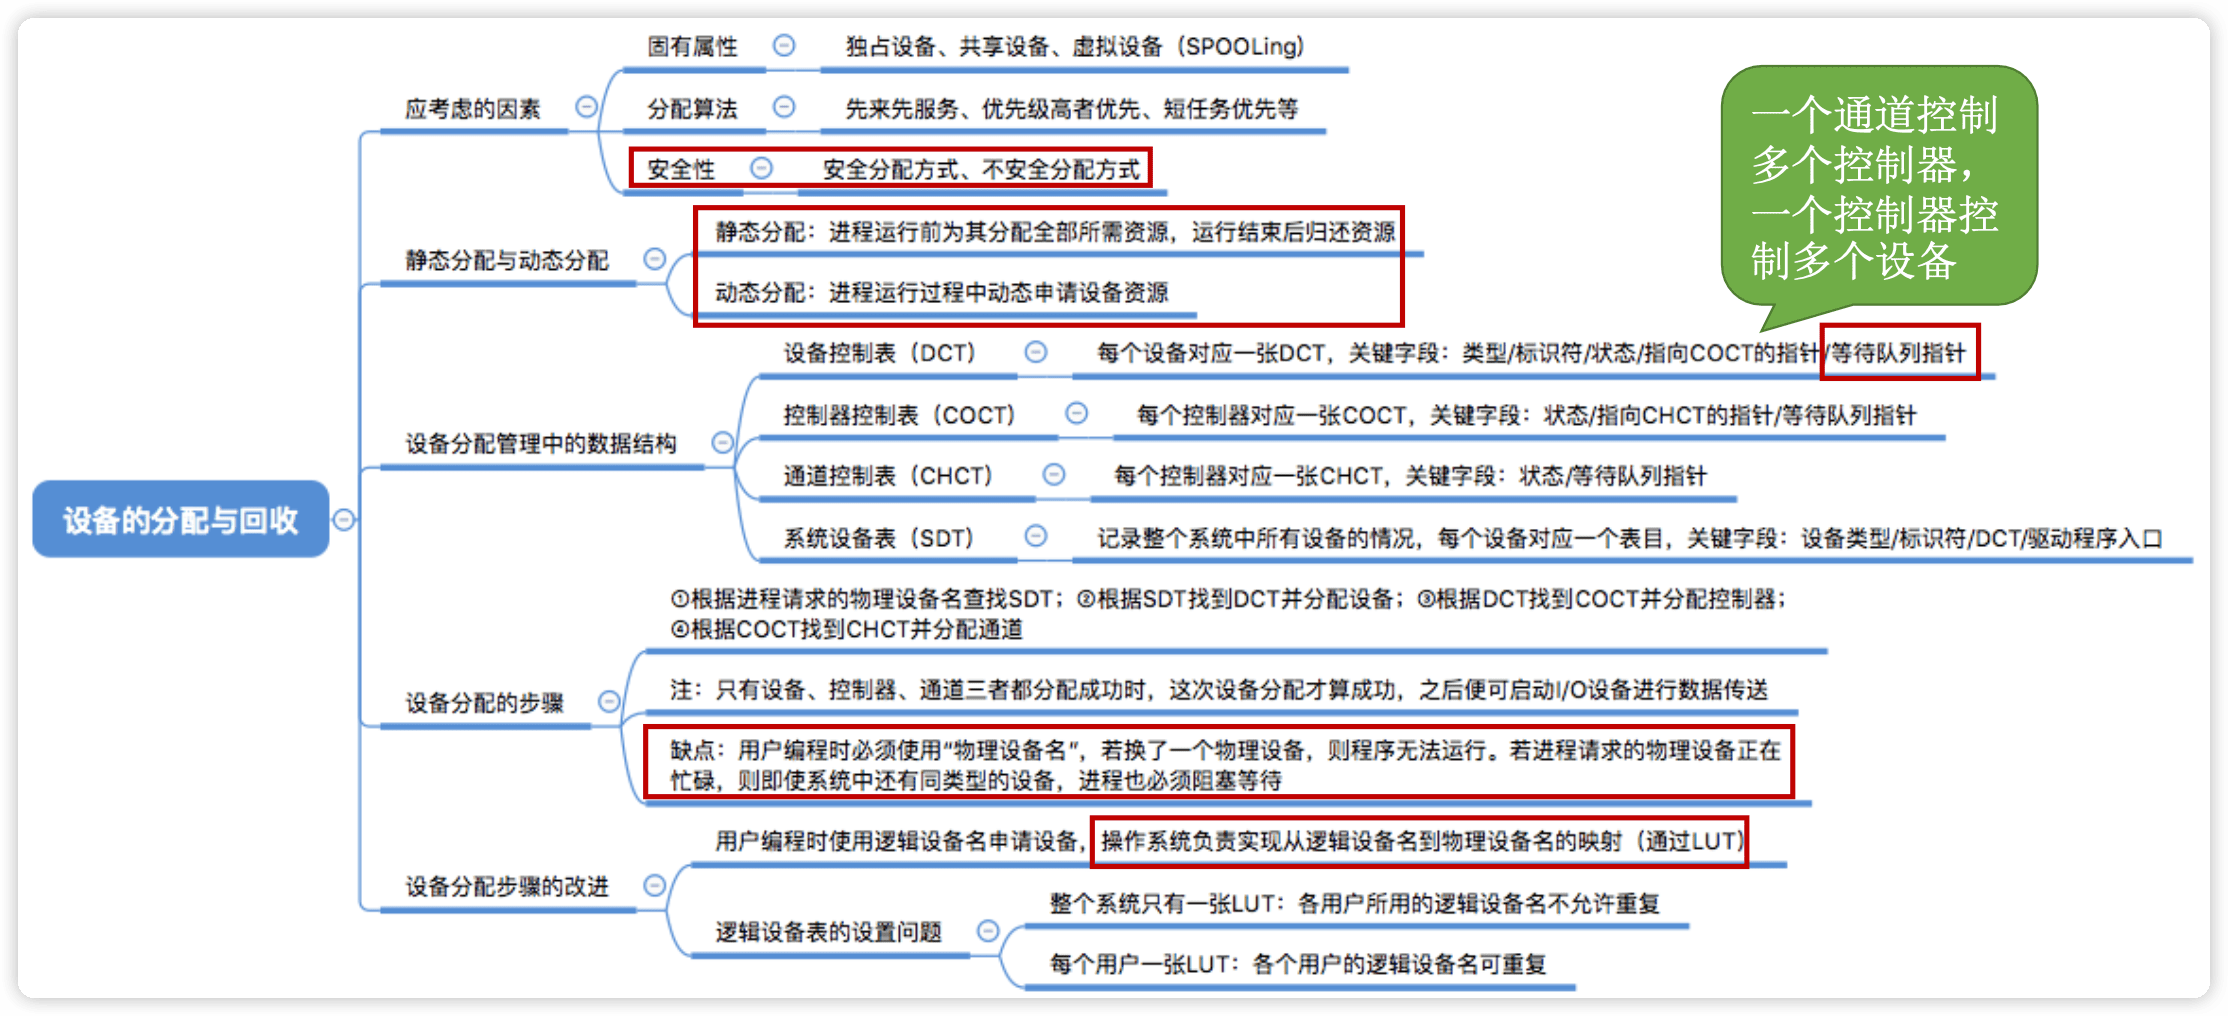 固有属性 独占设备、共享设备、虚拟设备（SPOOLing）
应考虑的因素 分配算法 先来先服务、优先级高者优先、短任务优先等
安全性 安全分配方式、不安全分配方式
静态分配：进程运行前为其分配全部所需资源，运行结束后归还资源
静态分配与动态分配
动态分配：进程运行过程中动态申请设备资源
一个通道控制
多个控制器，
一个控制器控
制多个设备
设备控制表（DCT） 每个设备对应一张DCT，关键字段：类型/标识符/状态/指向COCT的指针/等待队列指针
控制器控制表（COCT） 每个控制器对应一张COCT，关键字段：状态/指向CHCT的指针/等待队列指针
设备分配管理中的数据结构
通道控制表（CHCT） 每个控制器对应一张CHCT，关键字段：状态/等待队列指针
系统设备表（SDT） 记录整个系统中所有设备的情况，每个设备对应一个表目，关键字段：设备类型/标识符/DCT/驱动程序入口
设备的分配与回收
①根据进程请求的物理设备名查找SDT；②根据SDT找到DCT并分配设备；③根据DCT找到COCT并分配控制器；
④根据COCT找到CHCT并分配通道
设备分配的步骤
注：只有设备、控制器、通道三者都分配成功时，这次设备分配才算成功，之后便可启动I/O设备进行数据传送
缺点：用户编程时必须使用“物理设备名”，若换了一个物理设备，则程序无法运行。若进程请求的物理设备正在
忙碌，则即使系统中还有同类型的设备，进程也必须阻塞等待
用户编程时使用逻辑设备名申请设备，操作系统负责实现从逻辑设备名到物理设备名的映射（通过LUT）
设备分配步骤的改进
整个系统只有一张LUT：各用户所用的逻辑设备名不允许重复
逻辑设备表的设置问题
每个用户一张LUT：各个用户的逻辑设备名可重复